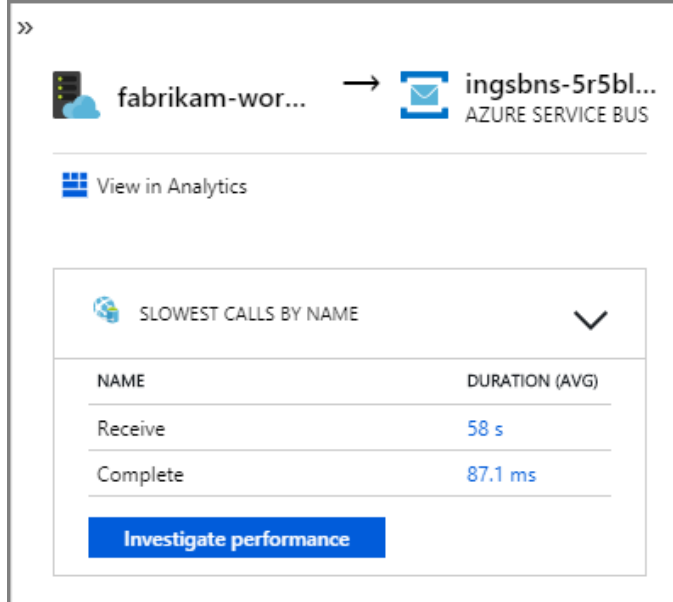 »
fabrikam-wor... → ingsbns-5r5bl...
AZURE SERVICE BUS
View in Analytics
SLOWEST CALLS BY NAME
NAME DURATION (AVG)
Receive 58 s
Complete 87.1 ms
Investigate performance